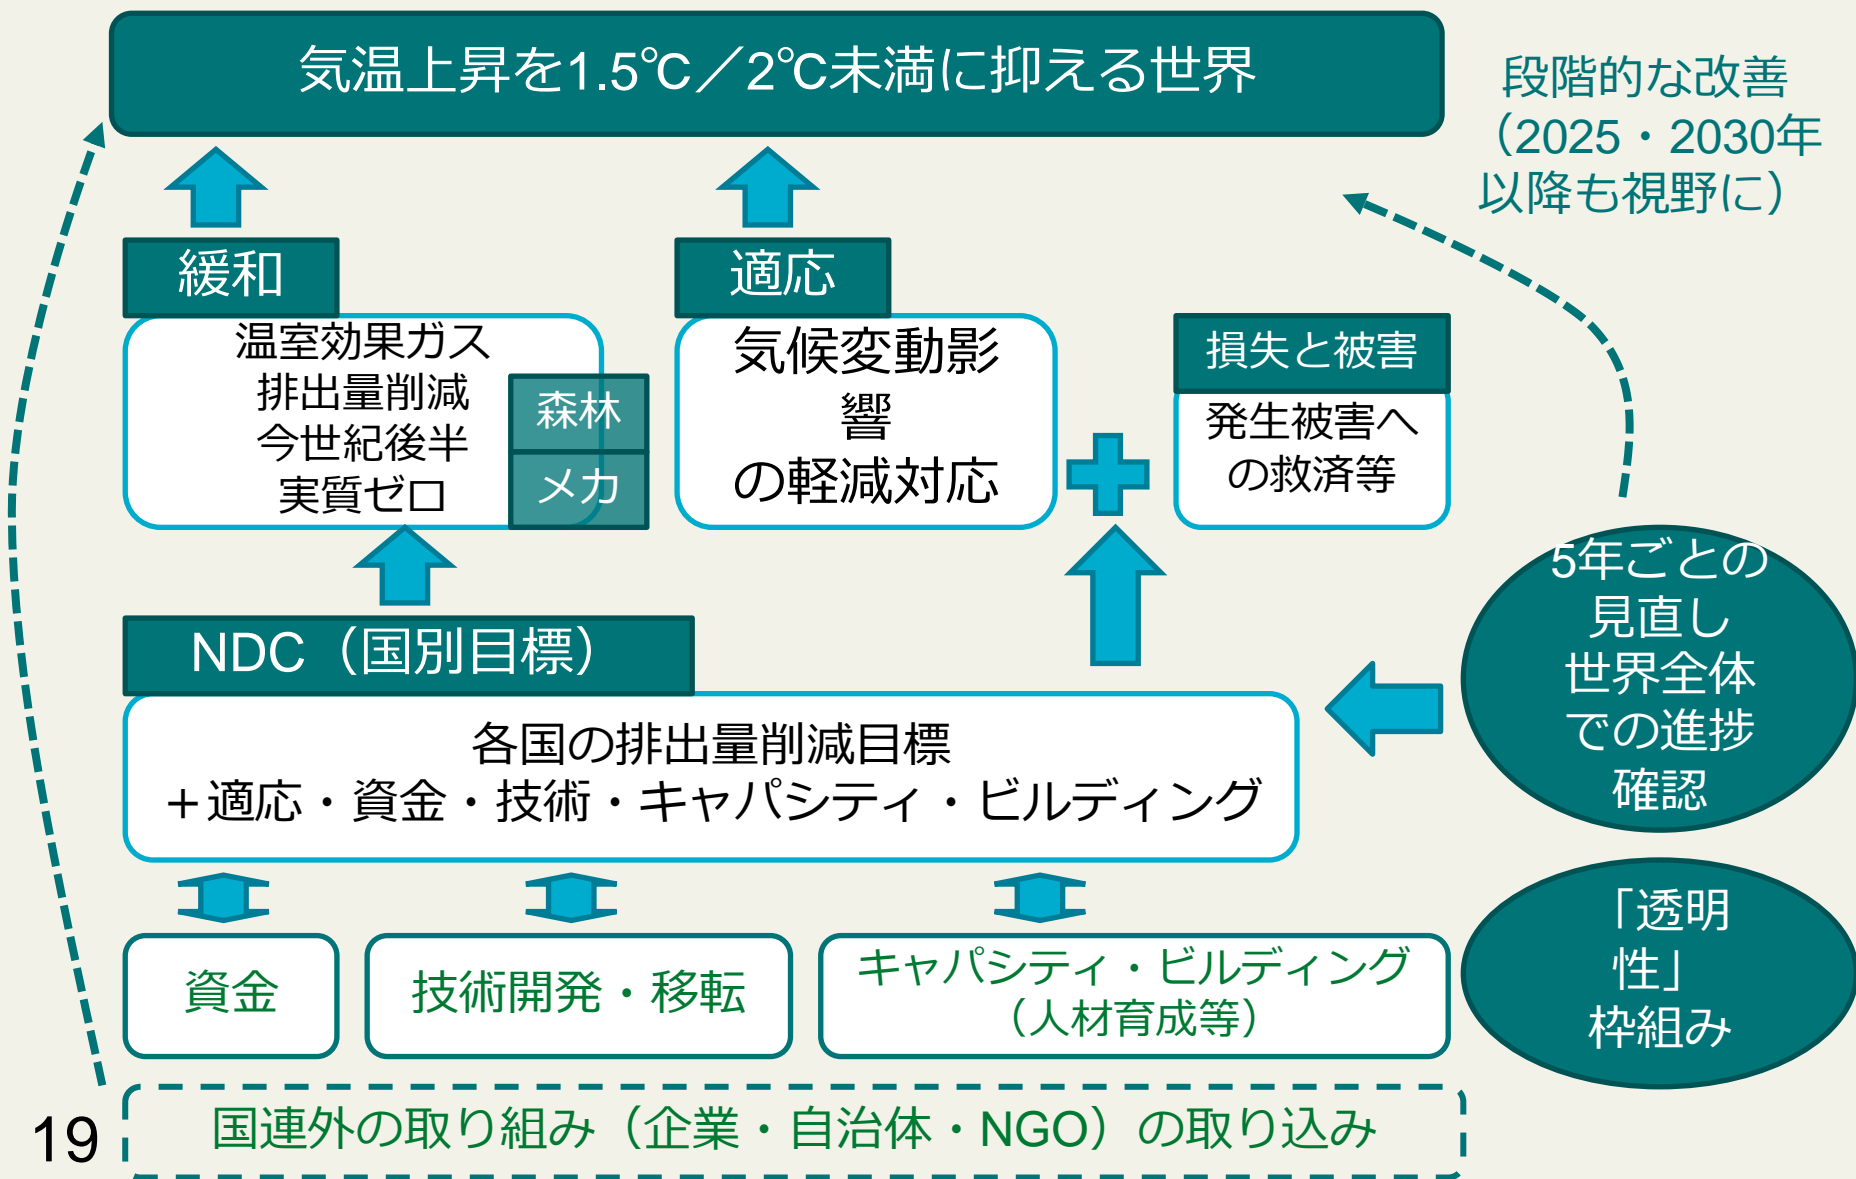 気温上昇を1.5℃／2℃未満に抑える世界
段階的な改善
（2025・2030年
以降も視野に）
緩和
温室効果ガス
排出量削減
今世紀後半
実質ゼロ
森林
メカ
適応
気候変動影
響
の軽減対応
損失と被害
発生被害へ
の救済等
NDC（国別目標）
各国の排出量削減目標
＋適応・資金・技術・キャパシティ・ビルディング
5年ごとの
見直し
世界全体
での進捗
確認
資金
技術開発・移転
キャパシティ・ビルディング
（人材育成等）
「透明
性」
枠組み
国連外の取り組み（企業・自治体・NGO）の取り込み
19